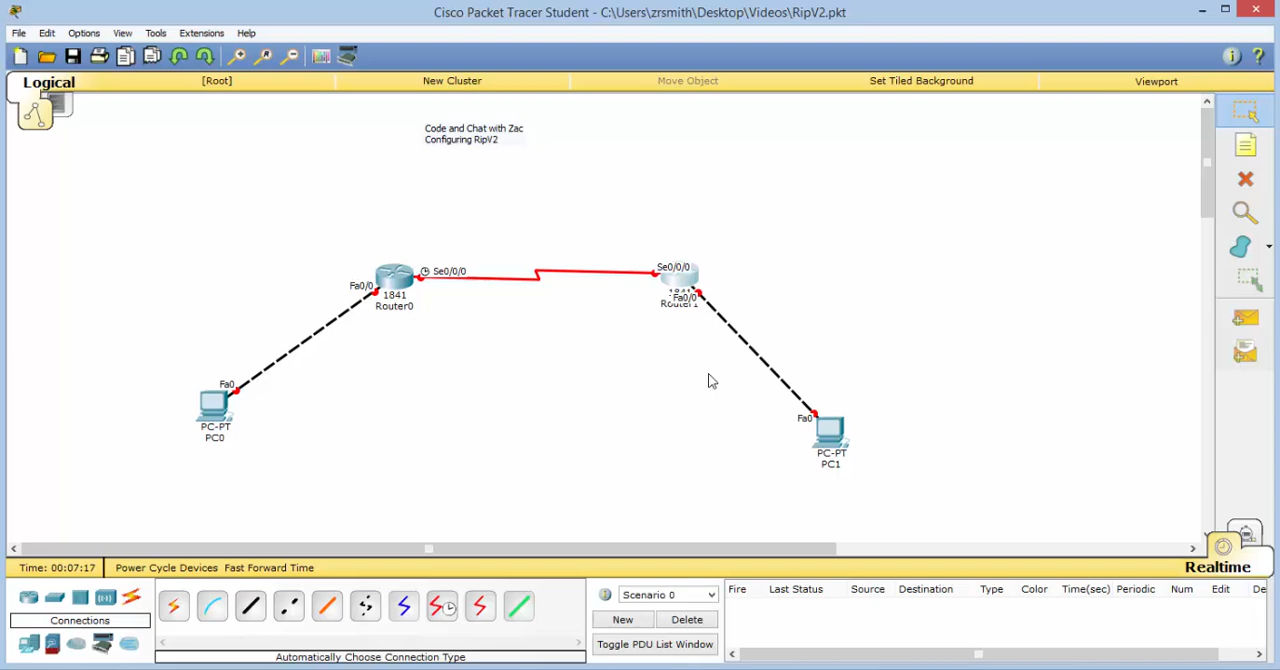 Cisco Packet Tracer Student - C:\Users\zrsmith\Desktop\Videos\RipV2.pkt
File Edit Options View Tools Extensions Help
Logical [Root] New Cluster Move Object Set Tiled Background Viewport
Code and Chat with Zac
Configuring RipV2
Se0/0/0 Se0/0/0
Fa0/0 1841 Fa0/0
Router0 Router1
Fa0
PC-PT
PC0
Fa0
PC-PT
PC1
Time: 00:07:17 Power Cycle Devices Fast Forward Time Realtime
Scenario 0 Fire Last Status Source Destination Type Color Time(sec) Periodic Num Edit De
Connections New Delete
Toggle PDU List Window
Automatically Choose Connection Type